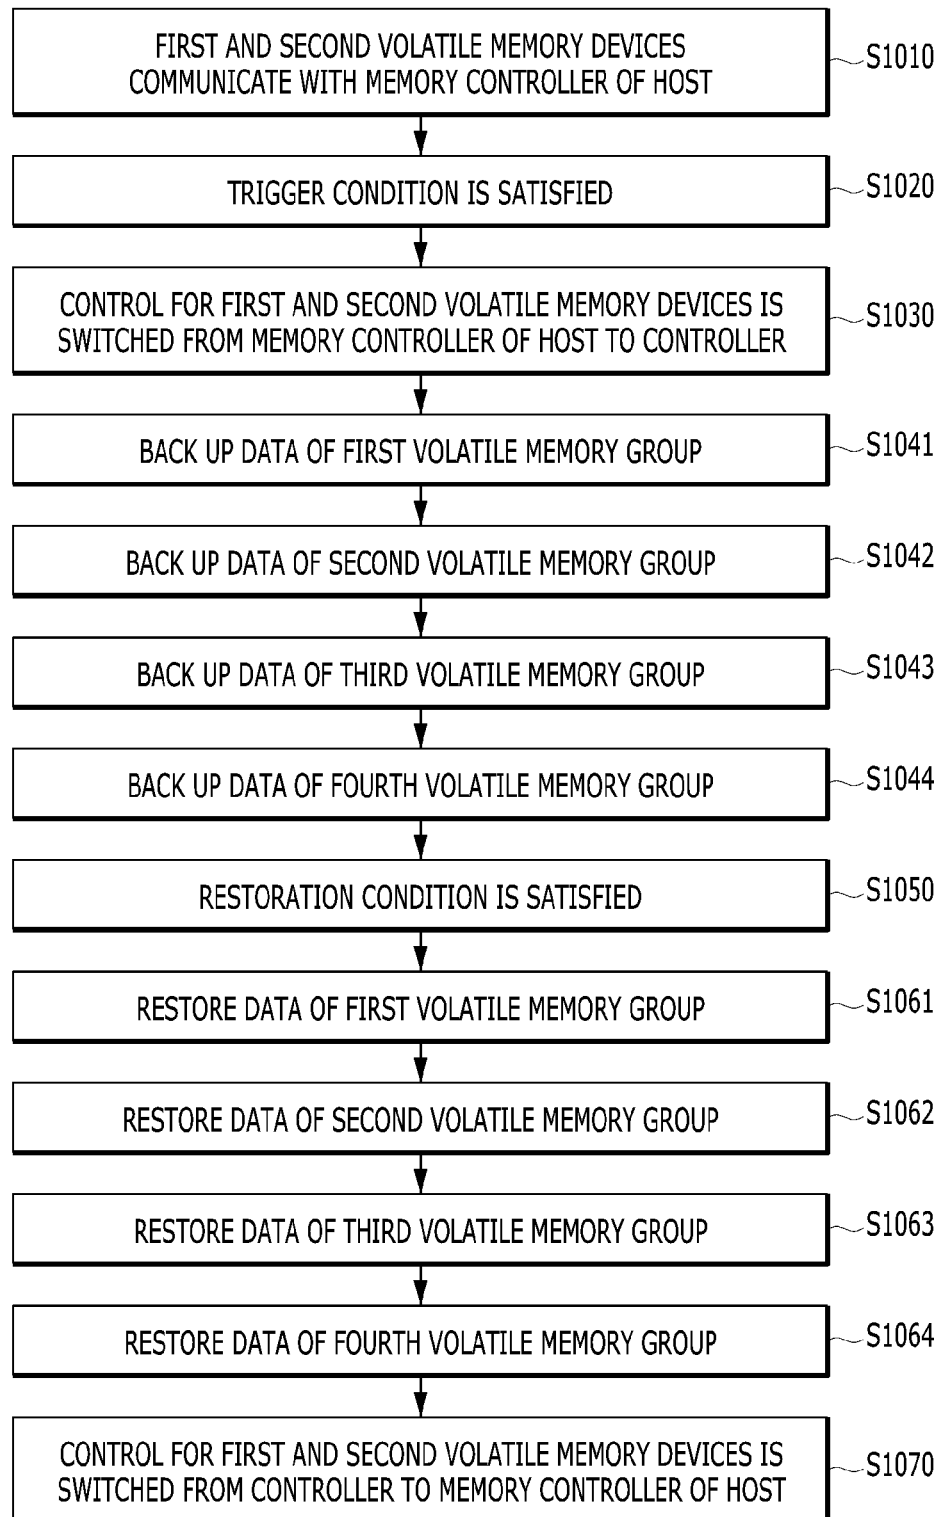 FIRST AND SECOND VOLATILE MEMORY DEVICES
COMMUNICATE WITH MEMORY CONTROLLER OF HOST
S1010
TRIGGER CONDITION IS SATISFIED
S1020
CONTROL FOR FIRST AND SECOND VOLATILE MEMORY DEVICES IS
SWITCHED FROM MEMORY CONTROLLER OF HOST TO CONTROLLER
S1030
BACK UP DATA OF FIRST VOLATILE MEMORY GROUP
S1041
BACK UP DATA OF SECOND VOLATILE MEMORY GROUP
S1042
BACK UP DATA OF THIRD VOLATILE MEMORY GROUP
S1043
BACK UP DATA OF FOURTH VOLATILE MEMORY GROUP
S1044
RESTORATION CONDITION IS SATISFIED
S1050
RESTORE DATA OF FIRST VOLATILE MEMORY GROUP
S1061
RESTORE DATA OF SECOND VOLATILE MEMORY GROUP
S1062
RESTORE DATA OF THIRD VOLATILE MEMORY GROUP
S1063
RESTORE DATA OF FOURTH VOLATILE MEMORY GROUP
S1064
CONTROL FOR FIRST AND SECOND VOLATILE MEMORY DEVICES IS
SWITCHED FROM CONTROLLER TO MEMORY CONTROLLER OF HOST
S1070